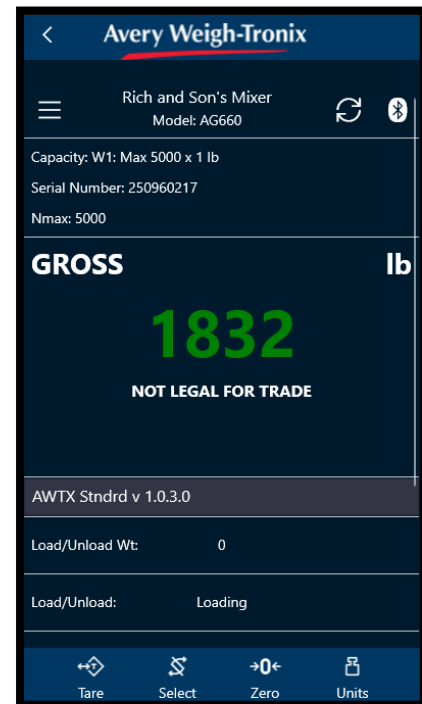 Avery Weigh-Tronix
Rich and Son's Mixer
Model: AG660
Capacity: W1: Max 5000 x 1 lb
Serial Number: 250960217
Nmax: 5000
GROSS lb
1832
NOT LEGAL FOR TRADE
AWTX Stndrd v 1.0.3.0
Load/Unload Wt: 0
Load/Unload: Loading
T →0←
Tare Select Zero Units